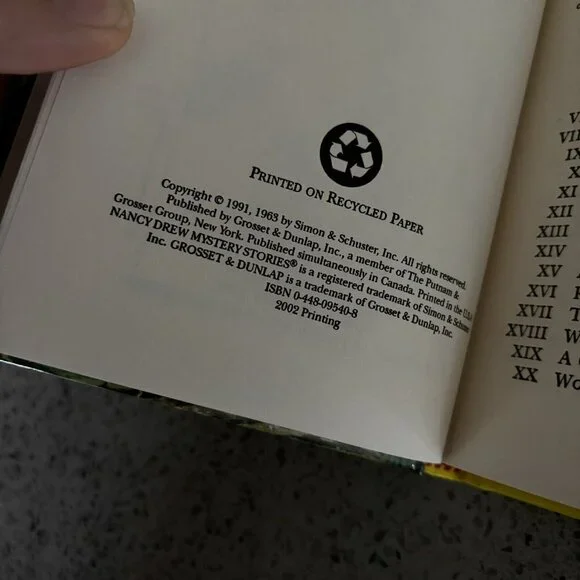 PRINTED ON RECYCLED PAPER
Copyright © 1991, 1963 by Simon & Schuster, Inc. All rights reserved.
Published by Grosset & Dunlap, Inc., a member of The Putnam &
Grosset Group, New York. Published simultaneously in Canada. Printed in the U.S.A.
NANCY DREW MYSTERY STORIES® is a registered trademark of Simon & Schuster,
Inc. GROSSET & DUNLAP is a trademark of Grosset & Dunlap, Inc.
ISBN 0-448-09540-8
2002 Printing
IX
X
XI
XII
XIII
XIV
XV
XVI
XVII T
XVIII W
XIX A
XX Wo